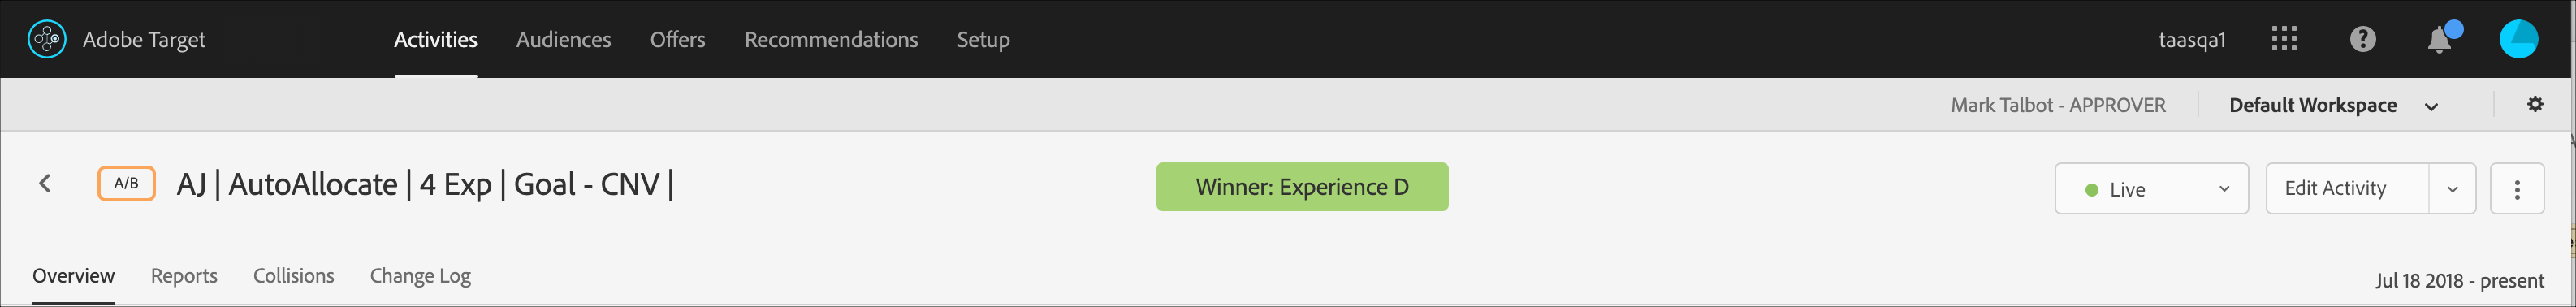 Adobe Target Activities Audiences Offers Recommendations Setup taasqa1
Mark Talbot - APPROVER Default Workspace
A/B AJ | AutoAllocate | 4 Exp | Goal - CNV | Winner: Experience D Live Edit Activity
Overview Reports Collisions Change Log Jul 18 2018 - present